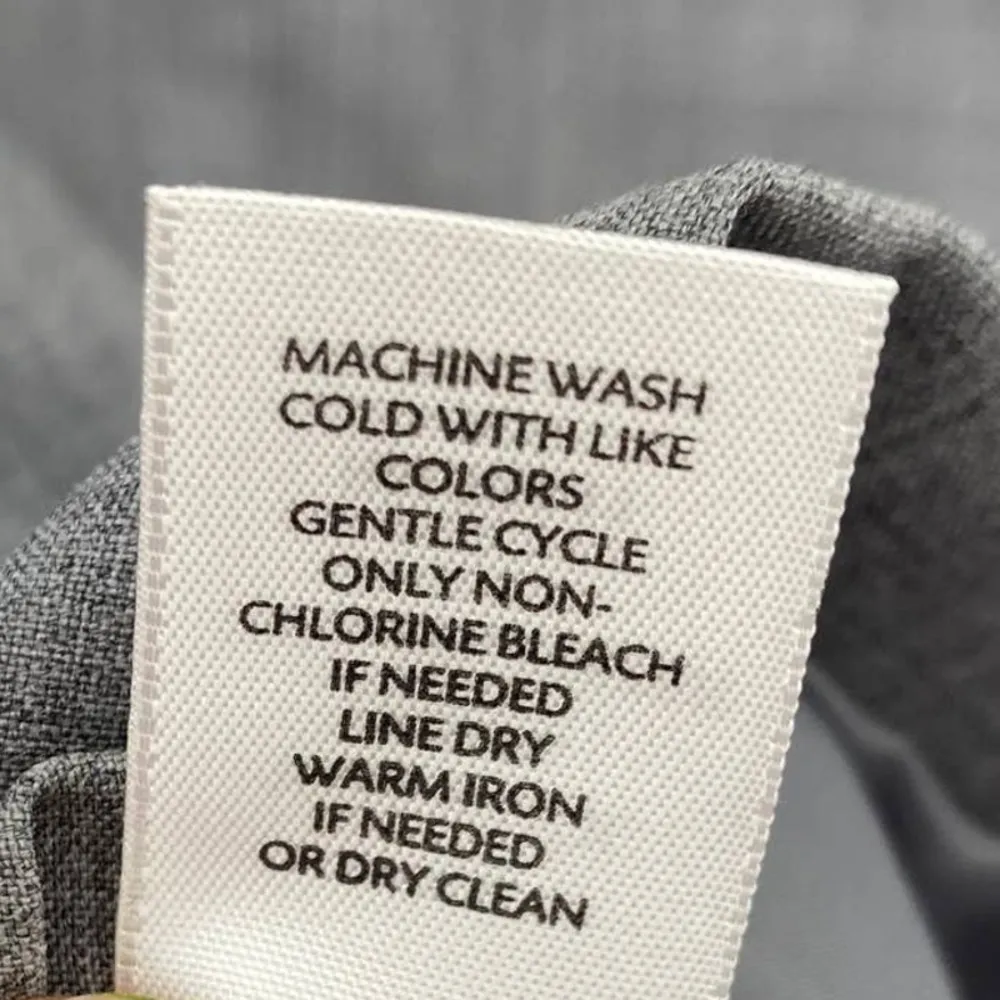 MACHINE WASH
COLD WITH LIKE
COLORS
GENTLE CYCLE
ONLY NON-
CHLORINE BLEACH
IF NEEDED
LINE DRY
WARM IRON
IF NEEDED
OR DRY CLEAN